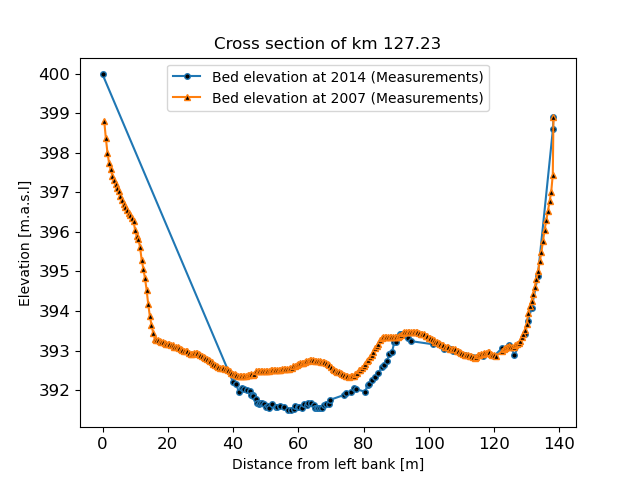 Cross section of km 127.23
Bed elevation at 2014 (Measurements)
Bed elevation at 2007 (Measurements)
Elevation [m.a.s.l]
400
399
398
397
396
395
394
393
392
0 20 40 60 80 100 120 140
Distance from left bank [m]